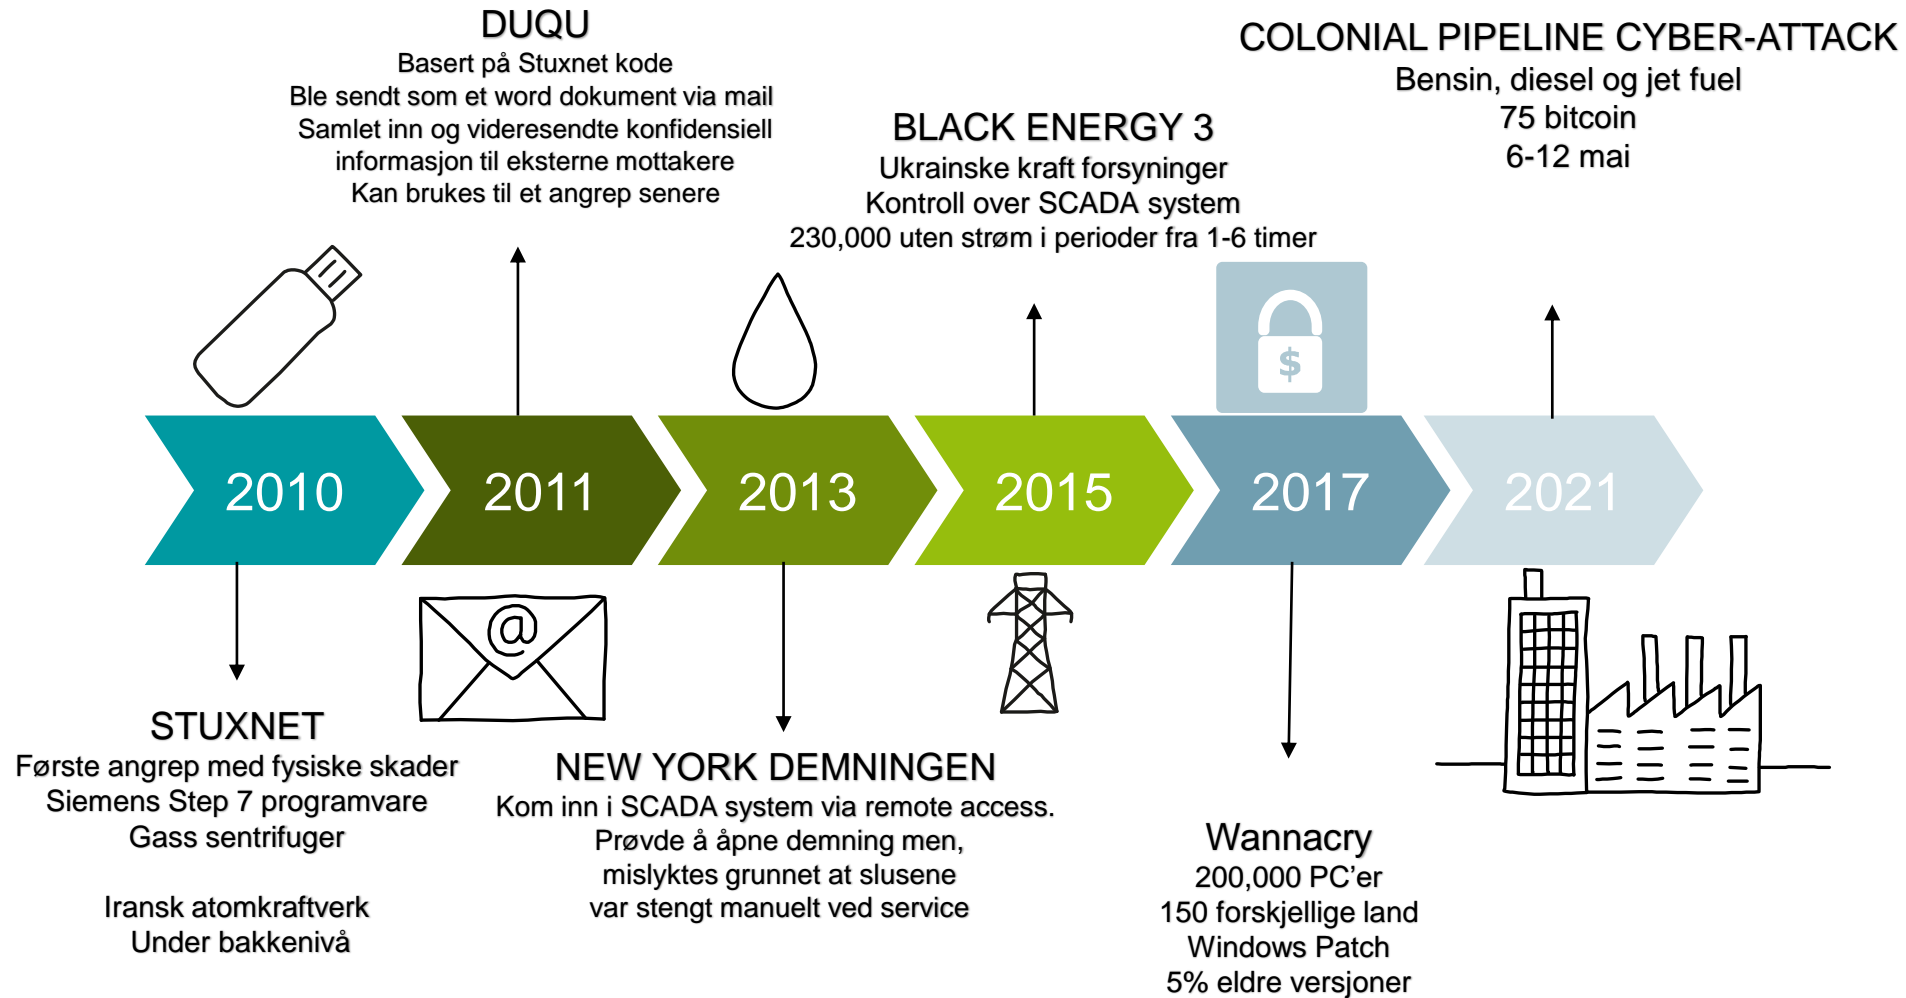 DUQU
Basert på Stuxnet kode
Ble sendt som et word dokument via mail
Samlet inn og videresendte konfidensiell
informasjon til eksterne mottakere
Kan brukes til et angrep senere
BLACK ENERGY 3
Ukrainske kraft forsyninger
Kontroll over SCADA system
230,000 uten strøm i perioder fra 1-6 timer
COLONIAL PIPELINE CYBER-ATTACK
Bensin, diesel og jet fuel
75 bitcoin
6-12 mai
$
2010
2011
2013
2015
2017
2021
@
STUXNET
Første angrep med fysiske skader
Siemens Step 7 programvare
Gass sentrifuger
Iransk atomkraftverk
Under bakkenivå
NEW YORK DEMNINGEN
Kom inn i SCADA system via remote access.
Prøvde å åpne demning men,
mislyktes grunnet at slusene
var stengt manuelt ved service
Wannacry
200,000 PC’er
150 forskjellige land
Windows Patch
5% eldre versjoner